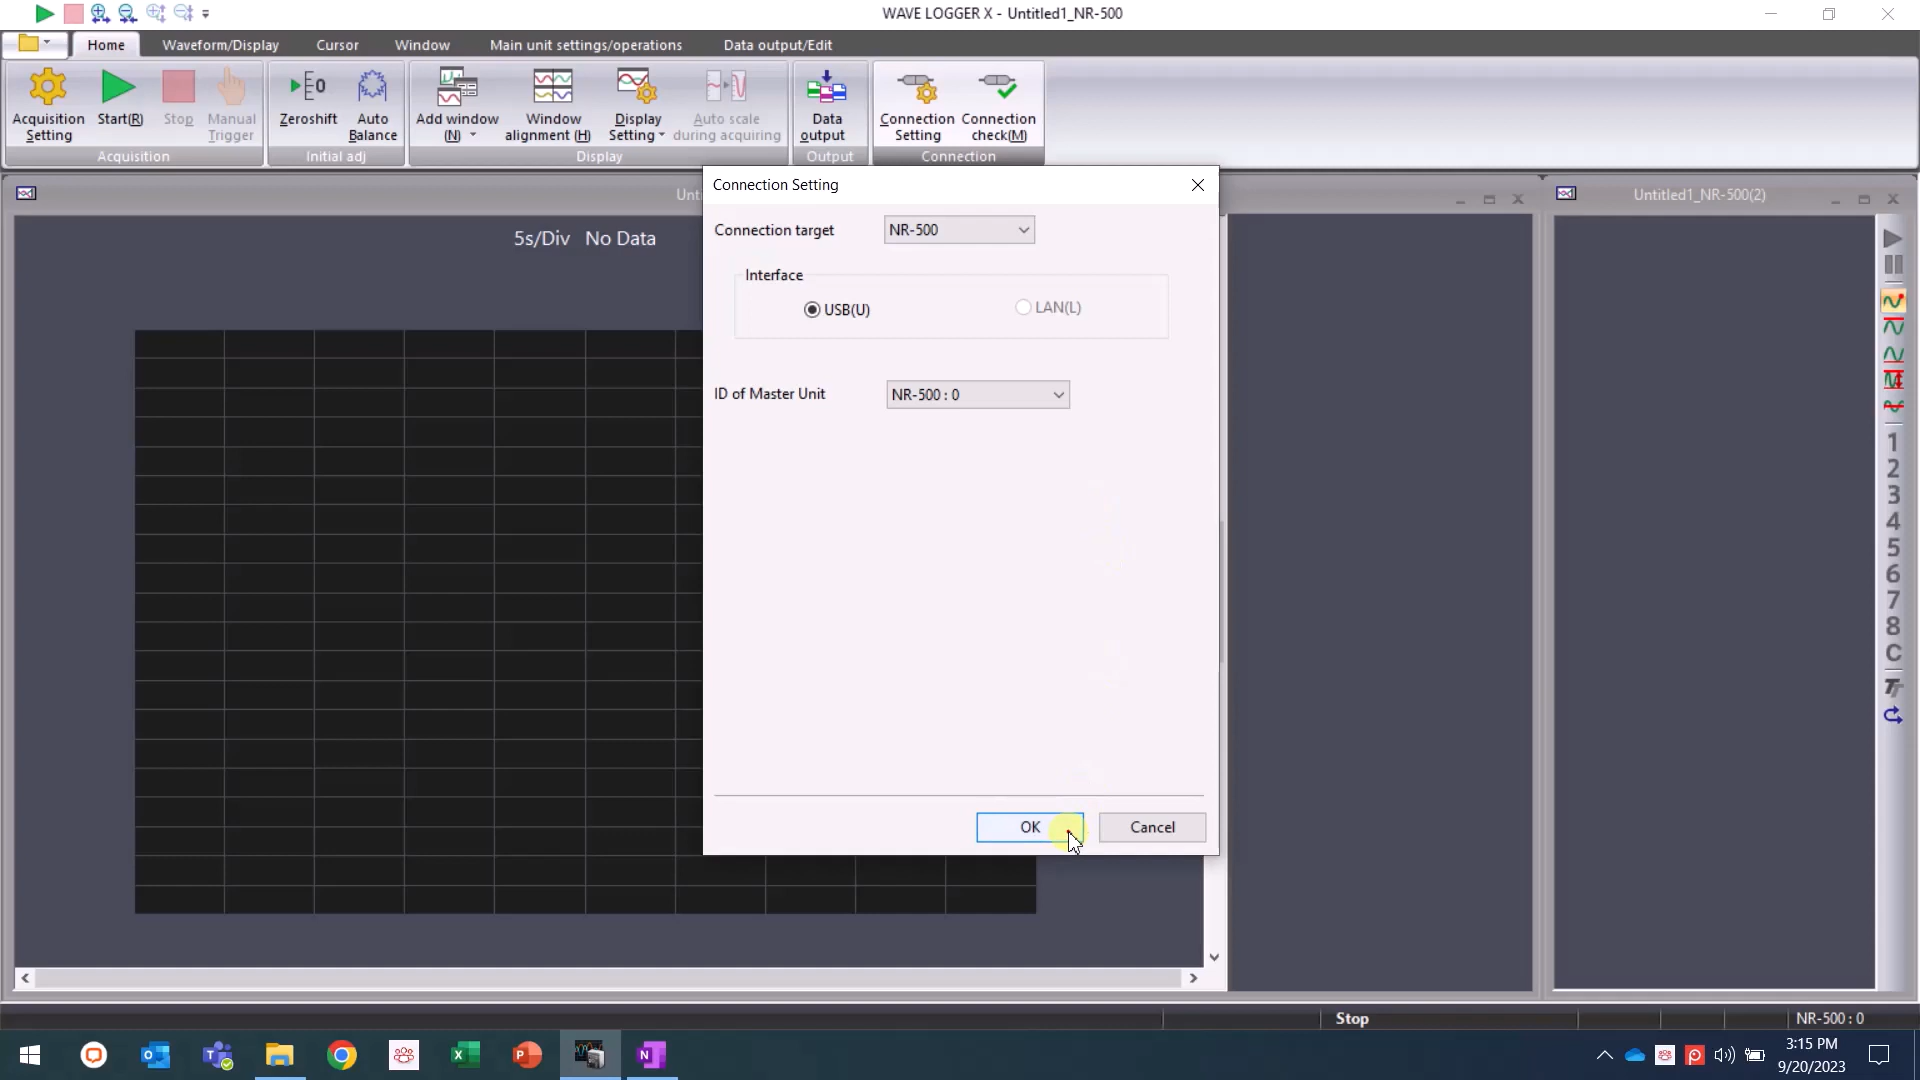 WAVE LOGGER X - Untitled1_NR-500
Home Waveform/Display Cursor Window Main unit settings/operations Data output/Edit
Acquisition Setting
Start(R)
Stop
Manual Trigger
Zeroshift
Auto Balance
Add window (N)
Window alignment (H)
Display Setting
Auto scale during acquiring
Data output
Connection Setting
Connection check(M)
Acquisition Initial adj Display Output Connection
Connection Setting
Untitled1_NR-500(2)
5s/Div No Data
Connection target NR-500
Interface
USB(U) LAN(L)
ID of Master Unit NR-500 : 0
OK Cancel
1
2
3
4
5
6
7
8
C
Stop NR-500 : 0
3:15 PM
9/20/2023